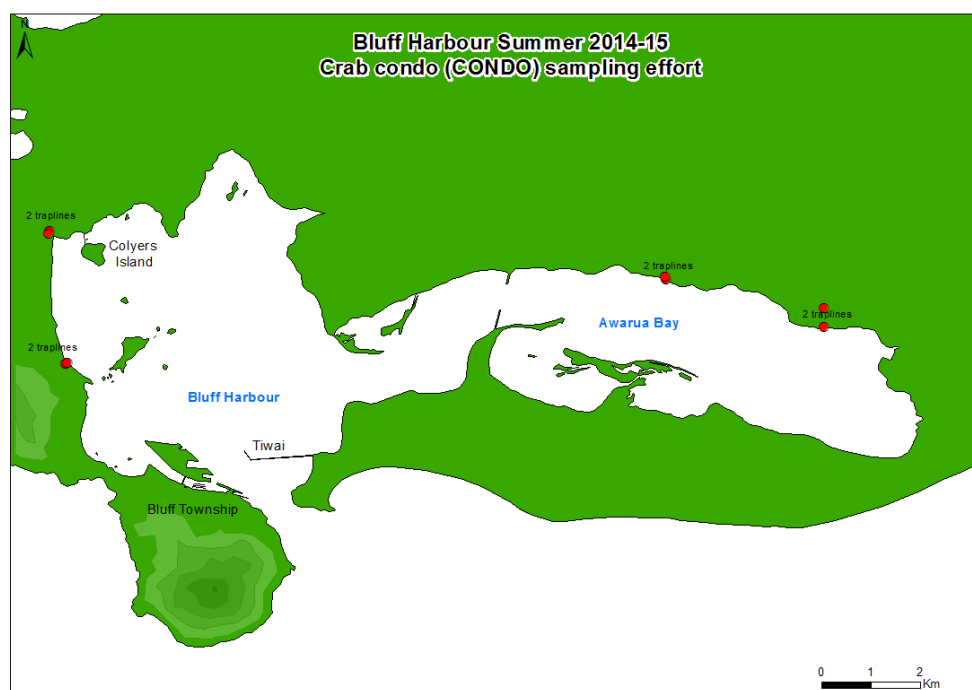 N
Bluff Harbour Summer 2014-15
Crab condo (CONDO) sampling effort
2 traplines
Colyers
Island
2 traplines
2 traplines
Awarua Bay
2 traplines
Bluff Harbour
Tiwai
Bluff Township
0 1 2
Km